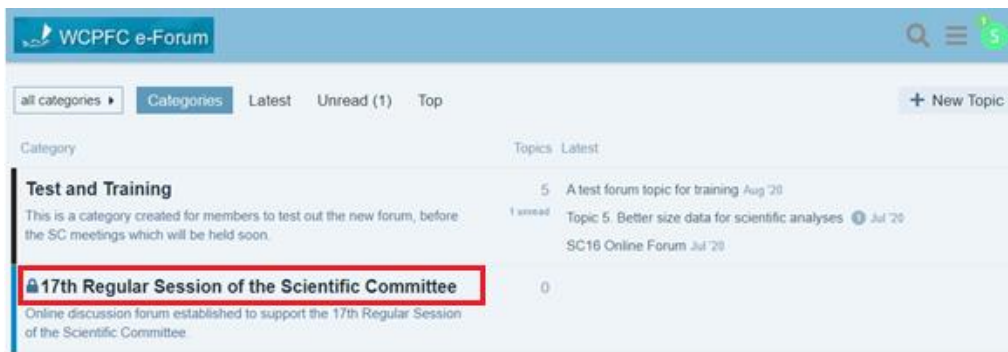 WCPFC e-Forum
1
S
all categories Categories Latest Unread (1) Top + New Topic
Category Topics Latest
Test and Training 5 A test forum topic for training Aug '20
This is a category created for members to test out the new forum, before 1 unread Topic 5. Better size data for scientific analyses Jul '20
the SC meetings which will be held soon. SC16 Online Forum Jul '20
17th Regular Session of the Scientific Committee 0
Online discussion forum established to support the 17th Regular Session
of the Scientific Committee.